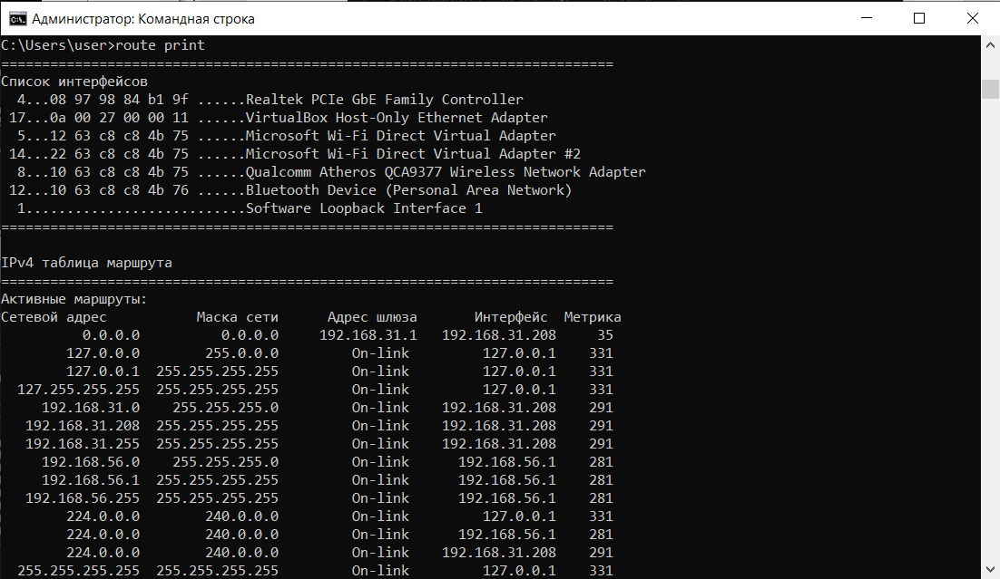 Администратор: Командная строка
C:\Users\user>route print
===========================================================================
Список интерфейсов
  4...08 97 98 84 b1 9f ......Realtek PCIe GbE Family Controller
 17...0a 00 27 00 00 11 ......VirtualBox Host-Only Ethernet Adapter
  5...12 63 c8 c8 4b 75 ......Microsoft Wi-Fi Direct Virtual Adapter
 14...22 63 c8 c8 4b 75 ......Microsoft Wi-Fi Direct Virtual Adapter #2
  8...10 63 c8 c8 4b 75 ......Qualcomm Atheros QCA9377 Wireless Network Adapter
 12...10 63 c8 c8 4b 76 ......Bluetooth Device (Personal Area Network)
  1...........................Software Loopback Interface 1
===========================================================================
IPv4 таблица маршрута
===========================================================================
Активные маршруты:
Сетевой адрес           Маска сети      Адрес шлюза       Интерфейс  Метрика
          0.0.0.0          0.0.0.0     192.168.31.1   192.168.31.208     35
        127.0.0.0        255.0.0.0         On-link         127.0.0.1    331
        127.0.0.1  255.255.255.255         On-link         127.0.0.1    331
  127.255.255.255  255.255.255.255         On-link         127.0.0.1    331
     192.168.31.0    255.255.255.0         On-link    192.168.31.208    291
   192.168.31.208  255.255.255.255         On-link    192.168.31.208    291
   192.168.31.255  255.255.255.255         On-link    192.168.31.208    291
     192.168.56.0    255.255.255.0         On-link      192.168.56.1    281
     192.168.56.1  255.255.255.255         On-link      192.168.56.1    281
   192.168.56.255  255.255.255.255         On-link      192.168.56.1    281
        224.0.0.0        240.0.0.0         On-link         127.0.0.1    331
        224.0.0.0        240.0.0.0         On-link      192.168.56.1    281
        224.0.0.0        240.0.0.0         On-link    192.168.31.208    291
  255.255.255.255  255.255.255.255         On-link         127.0.0.1    331